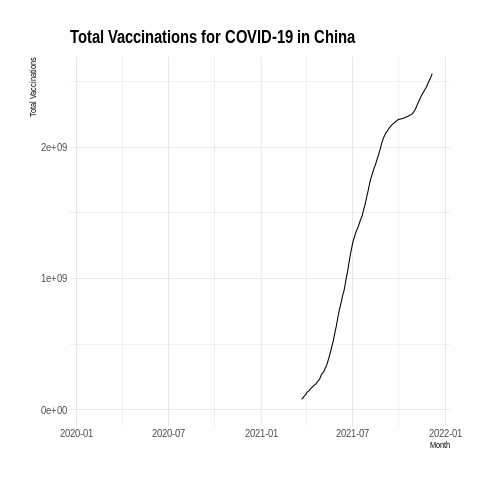 Total Vaccinations for COVID-19 in China
Total Vaccinations
2e+09
1e+09
0e+00
2020-01 2020-07 2021-01 2021-07 2022-01
Month